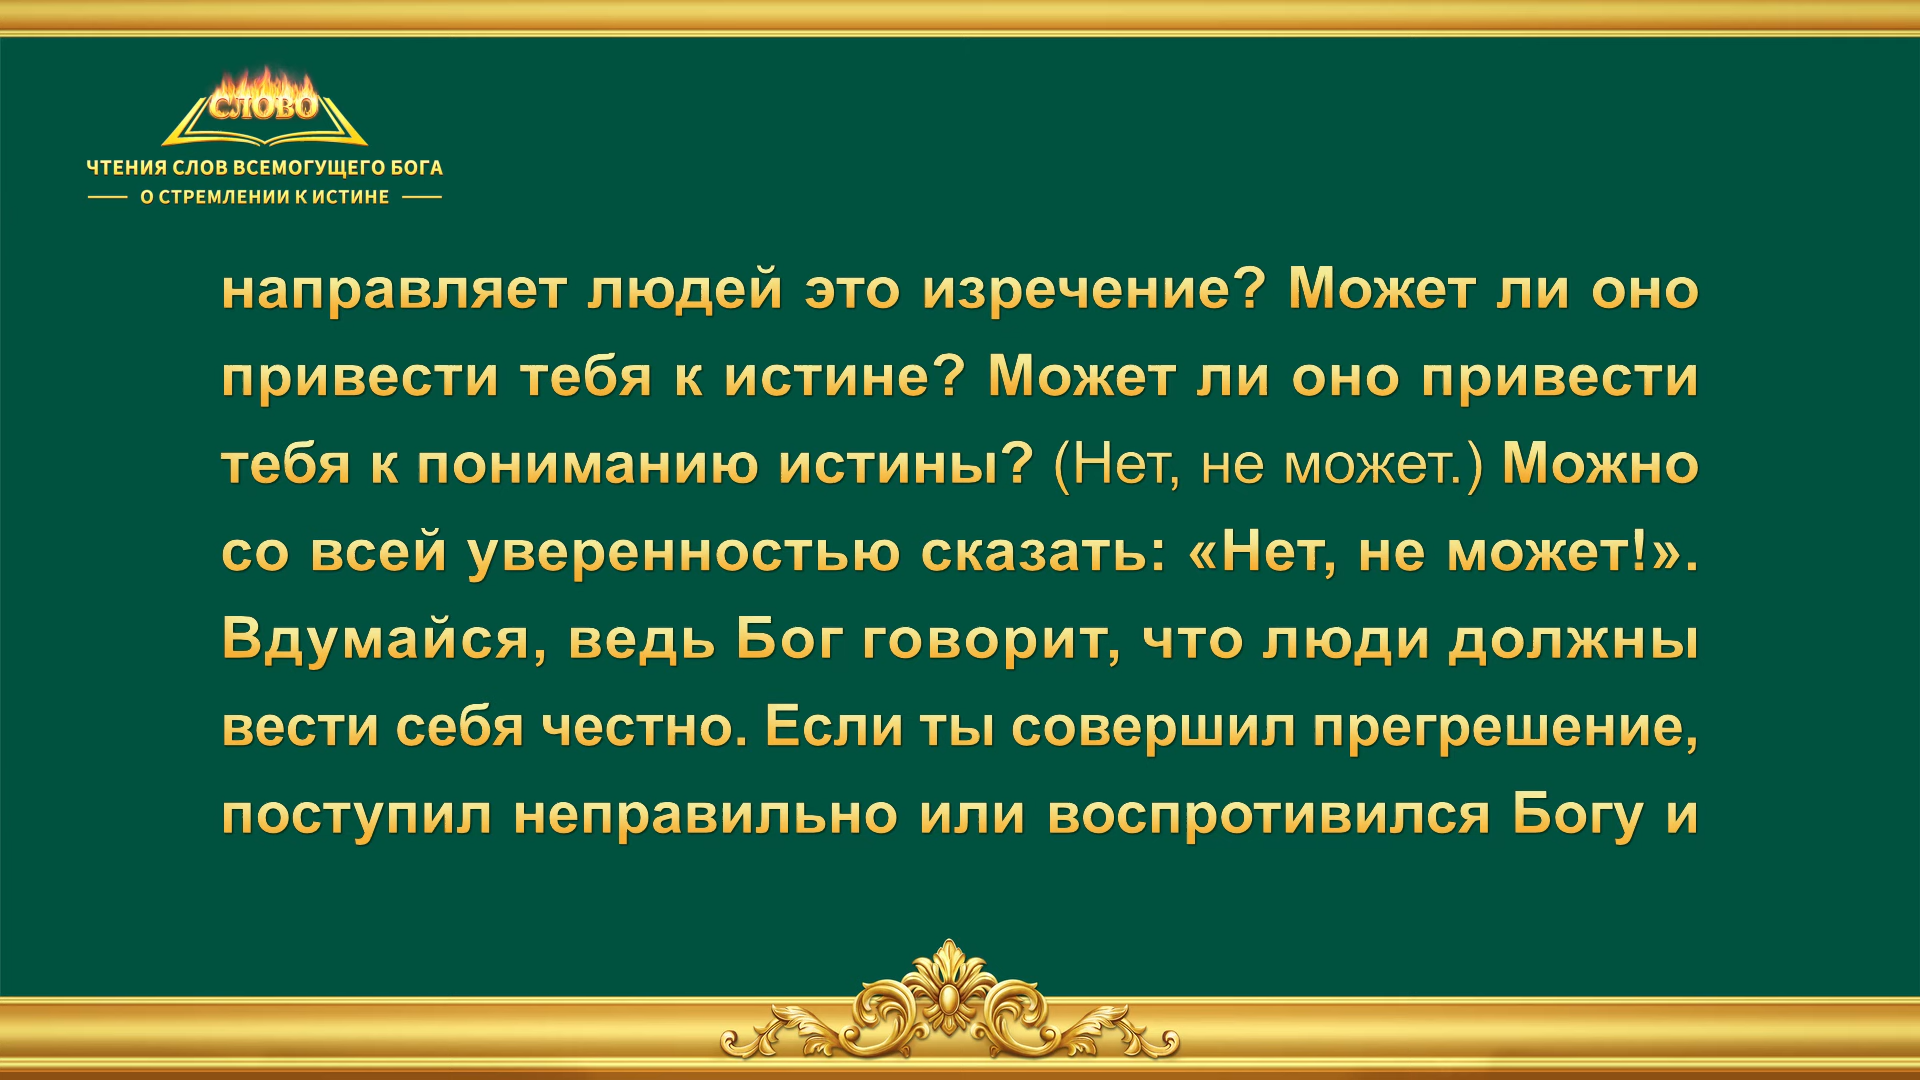 СЛОВО
ЧТЕНИЯ СЛОВ ВСЕМОГУЩЕГО БОГА
О СТРЕМЛЕНИИ К ИСТИНЕ
направляет людей это изречение? Может ли оно
привести тебя к истине? Может ли оно привести
тебя к пониманию истины? (Нет, не может.) Можно
со всей уверенностью сказать: «Нет, не может!».
Вдумайся, ведь Бог говорит, что люди должны
вести себя честно. Если ты совершил прегрешение,
поступил неправильно или воспротивился Богу и